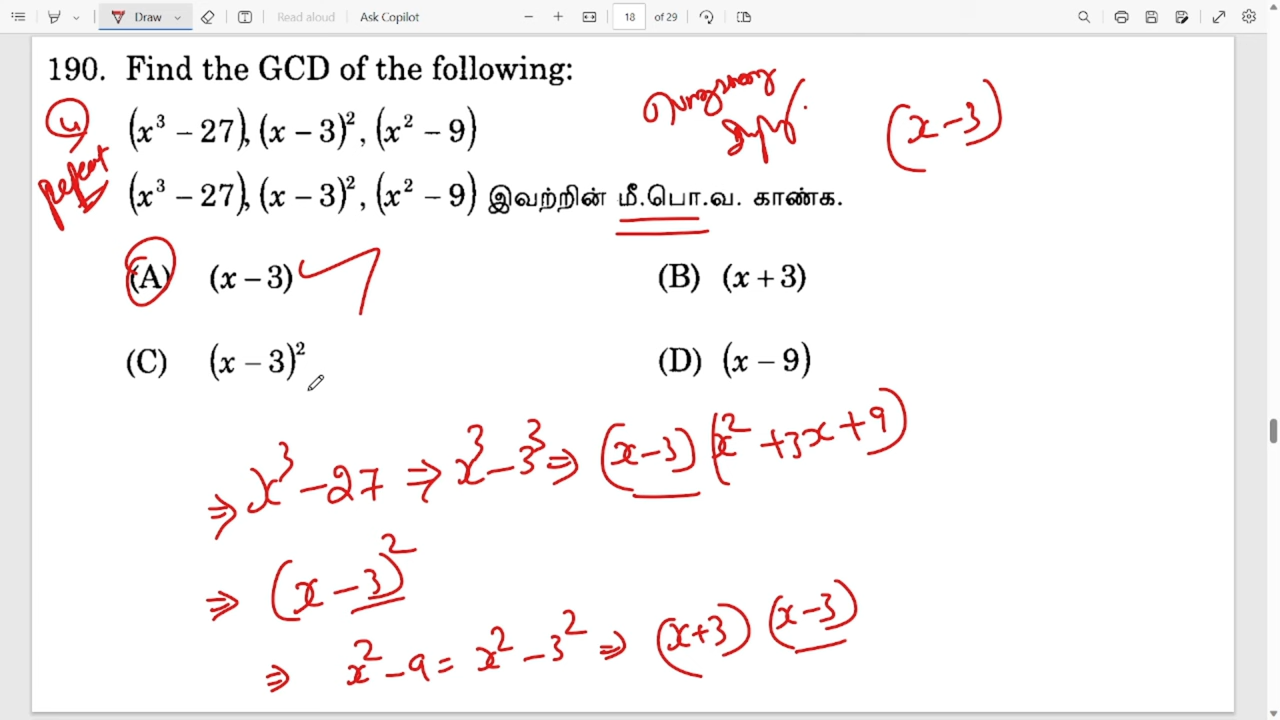 Draw
Read aloud
Ask Copilot
18
of 29
190. Find the GCD of the following:
(x³ − 27), (x − 3)², (x² − 9)
(x − 3)
4
repeat
(x³ − 27), (x − 3)², (x² − 9) இவற்றின் மீ.பொ.வ. காண்க.
(A) (x − 3)
(B) (x + 3)
(C) (x − 3)²
(D) (x − 9)
⇒ x³ − 27 ⇒ x³ − 3³ ⇒ (x − 3) (x² + 3x + 9)
⇒ (x − 3)²
⇒ x² − 9 = x² − 3² ⇒ (x+3) (x−3)